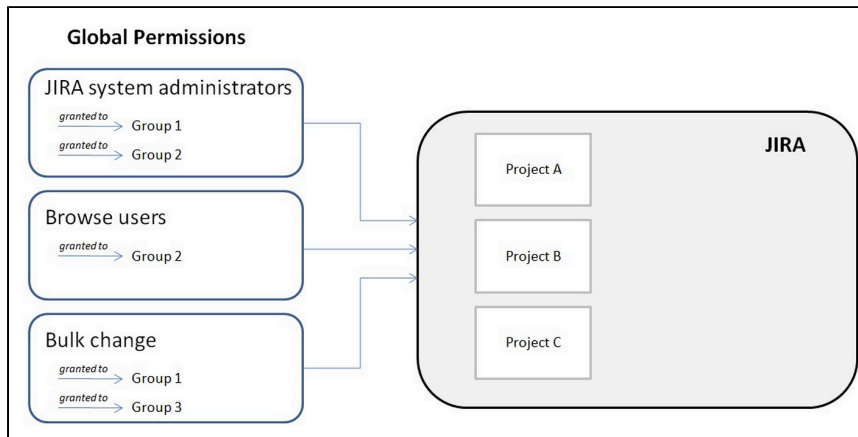 Global Permissions
JIRA system administrators
granted to
Group 1
granted to
Group 2
Browse users
granted to
Group 2
Bulk change
granted to
Group 1
granted to
Group 3
JIRA
Project A
Project B
Project C